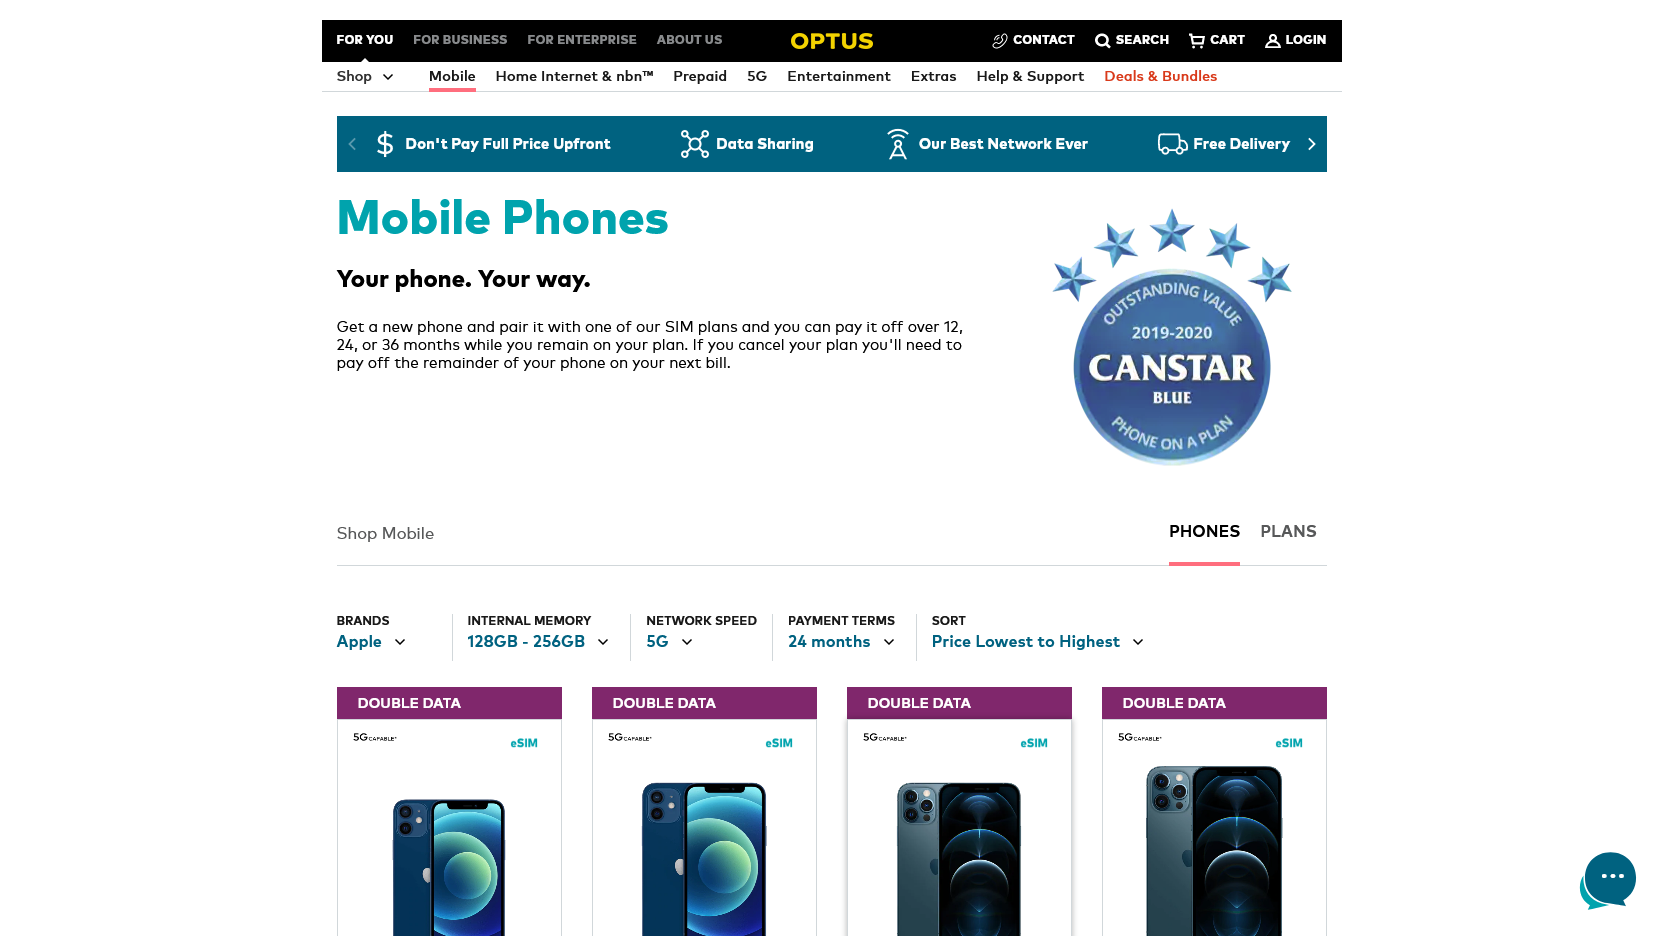 FOR YOU FOR BUSINESS FOR ENTERPRISE ABOUT US OPTUS CONTACT SEARCH CART LOGIN
Shop Mobile Home Internet & nbn™ Prepaid 5G Entertainment Extras Help & Support Deals & Bundles
Don't Pay Full Price Upfront Data Sharing Our Best Network Ever Free Delivery
Mobile Phones
Your phone. Your way.
Get a new phone and pair it with one of our SIM plans and you can pay it off over 12,
24, or 36 months while you remain on your plan. If you cancel your plan you'll need to
pay off the remainder of your phone on your next bill.
OUTSTANDING VALUE
2019-2020
CANSTAR
BLUE
PHONE ON A PLAN
Shop Mobile PHONES PLANS
BRANDS INTERNAL MEMORY NETWORK SPEED PAYMENT TERMS SORT
Apple 128GB - 256GB 5G 24 months Price Lowest to Highest
DOUBLE DATA DOUBLE DATA DOUBLE DATA DOUBLE DATA
5G CAPABLE* eSIM 5G CAPABLE* eSIM 5G CAPABLE* eSIM 5G CAPABLE* eSIM